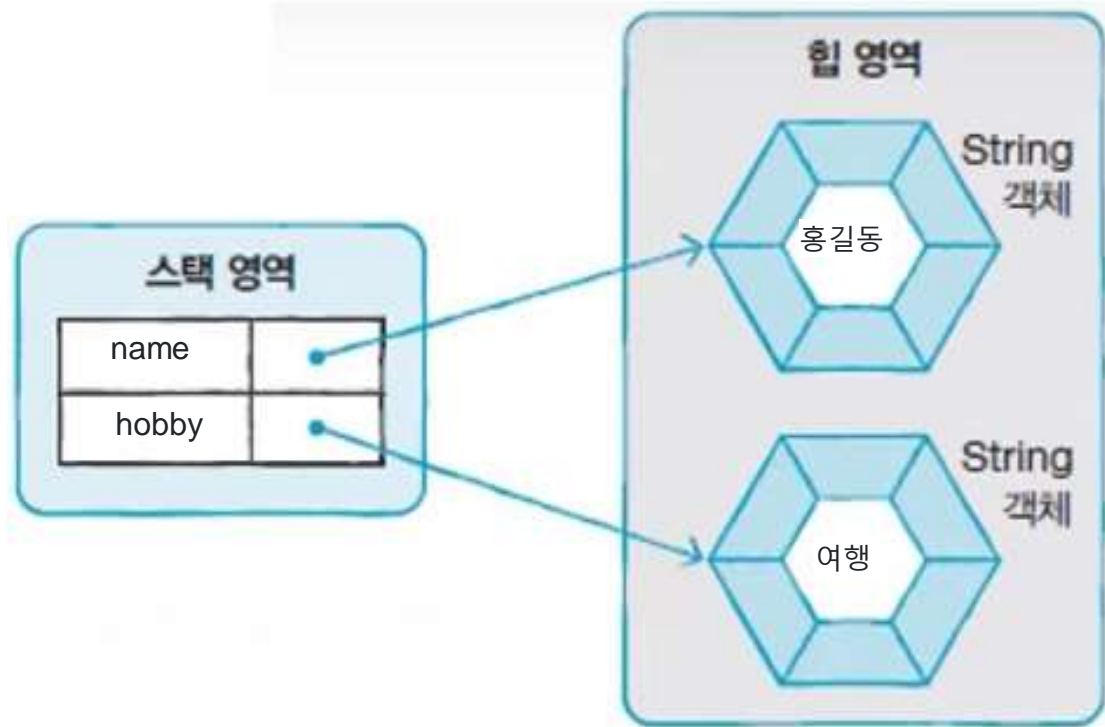 힙 영역
String
객체
홍길동
스택 영역
name
hobby
String
객체
여행